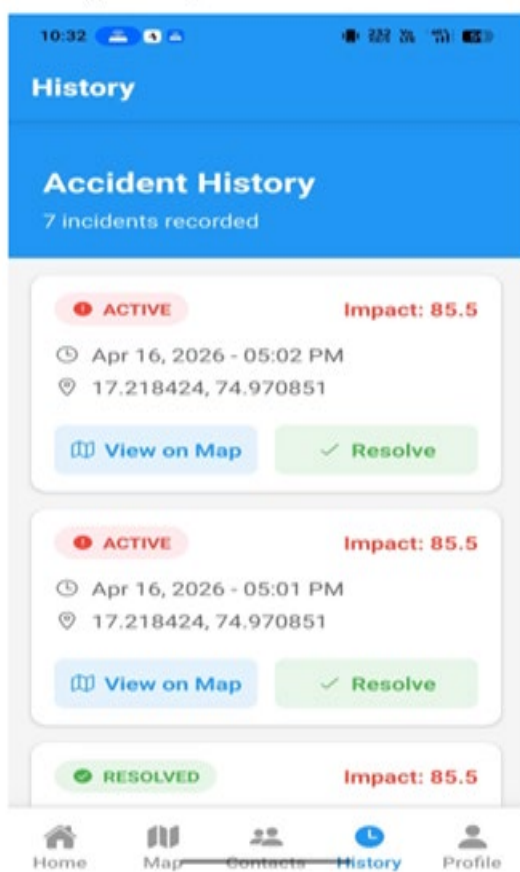 10:32
History
Accident History
7 incidents recorded
ACTIVE Impact: 85.5
Apr 16, 2026 - 05:02 PM
17.218424, 74.970851
View on Map Resolve
ACTIVE Impact: 85.5
Apr 16, 2026 - 05:01 PM
17.218424, 74.970851
View on Map Resolve
RESOLVED Impact: 85.5
Home Map Contacts History Profile